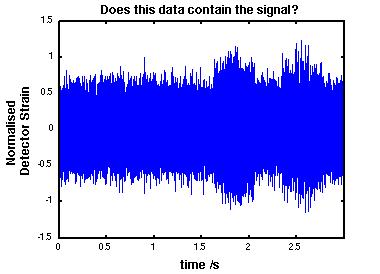 Does this data contain the signal?
1.5
1
0.5
0
-0.5
-1
-1.5
Normalised
Detector Strain
0 0.5 1 1.5 2 2.5
time /s